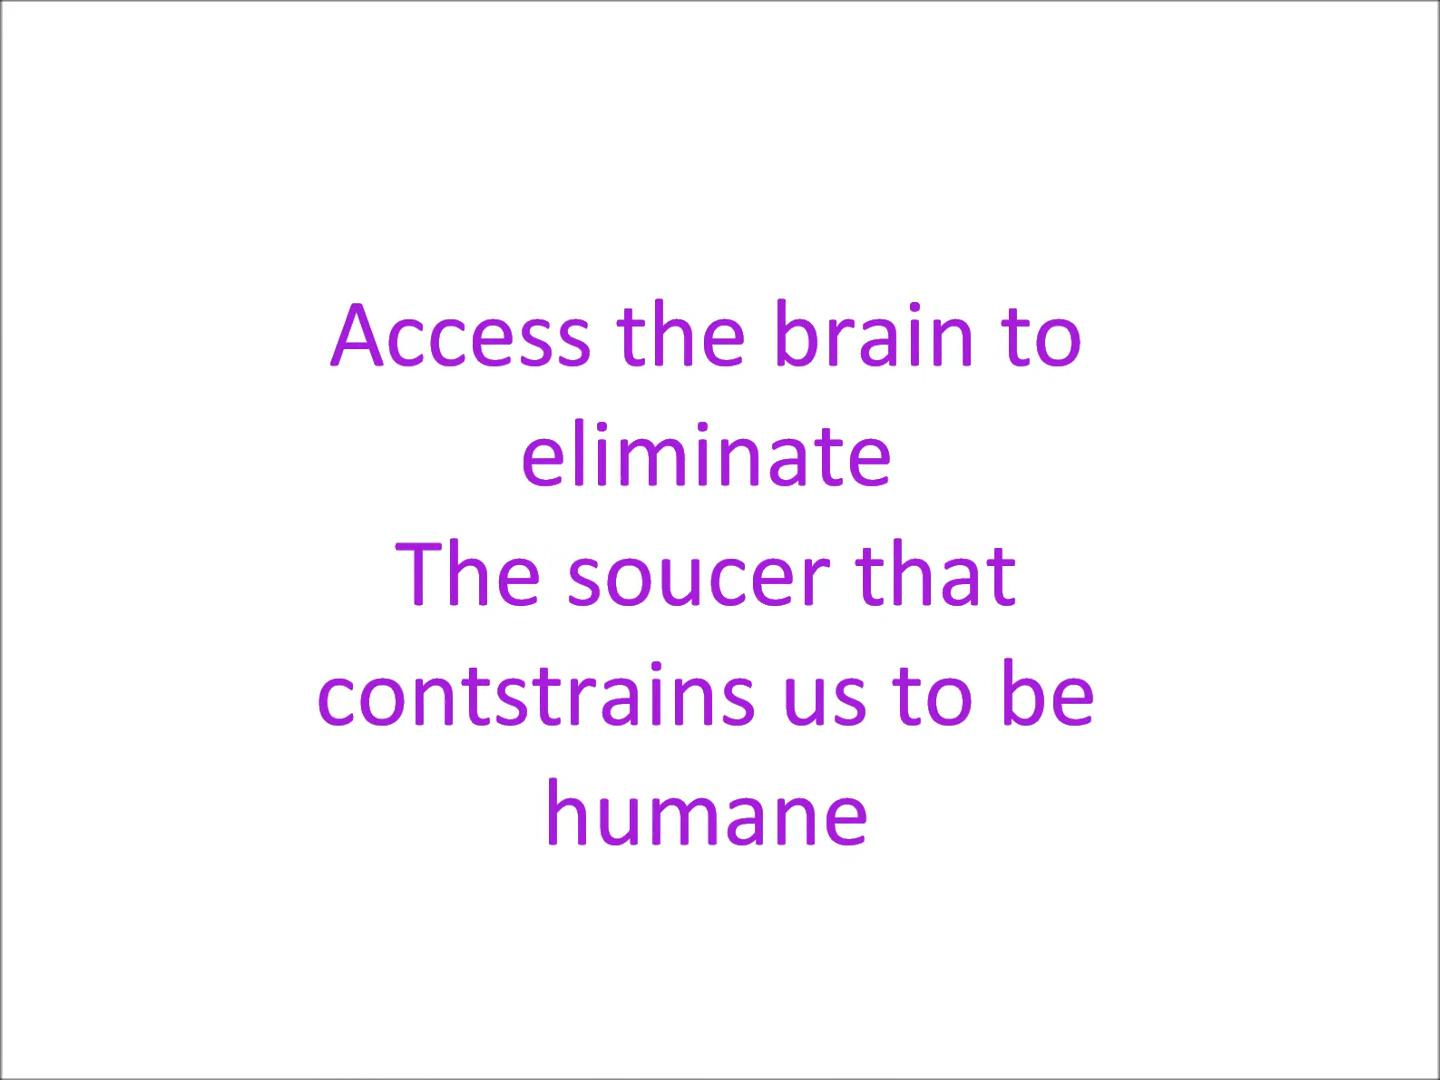 Access the brain to
eliminate
The soucer that
contstrains us to be
humane